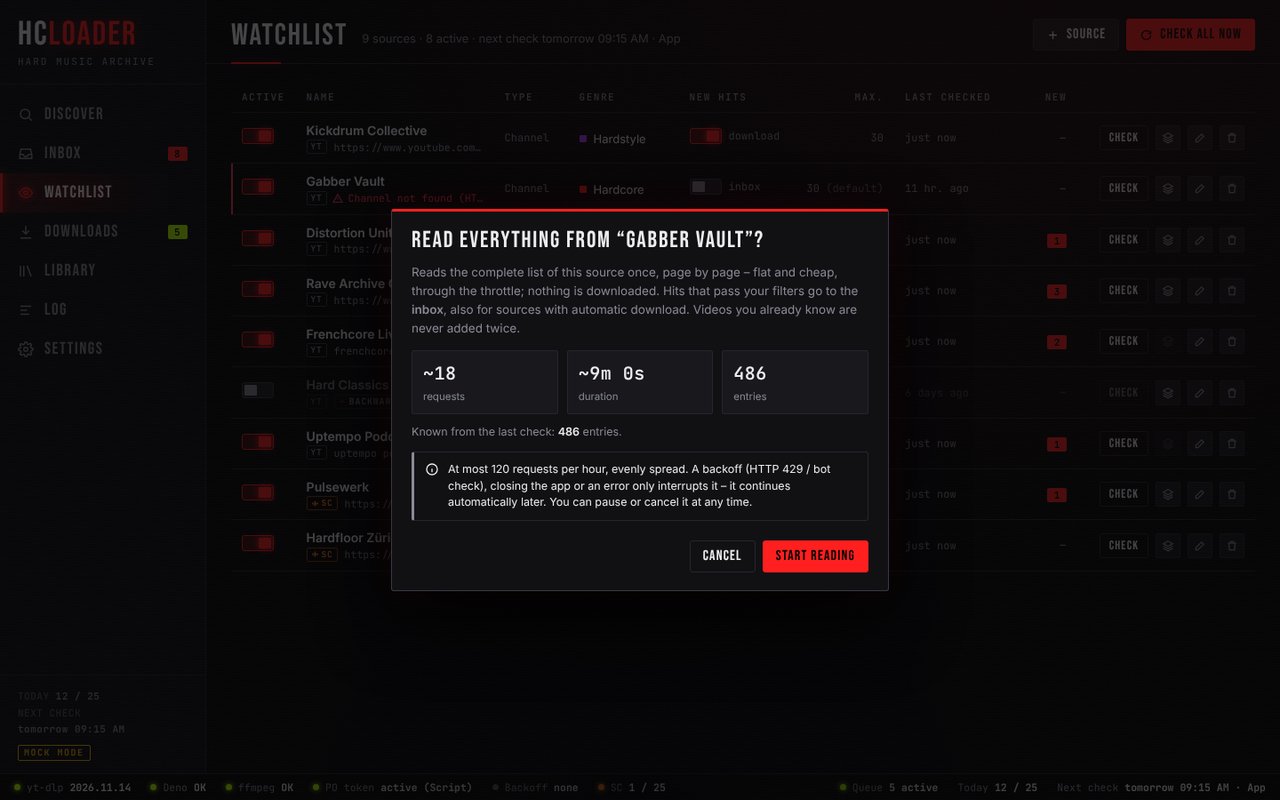 HCLOADER
HARD MUSIC ARCHIVE
DISCOVER
INBOX 8
WATCHLIST
DOWNLOADS 5
LIBRARY
LOG
SETTINGS
TODAY 12 / 25
NEXT CHECK
tomorrow 09:15 AM
MOCK MODE
WATCHLIST 9 sources · 8 active · next check tomorrow 09:15 AM · App
+ SOURCE CHECK ALL NOW
ACTIVE NAME TYPE GENRE NEW HITS MAX. LAST CHECKED NEW
Kickdrum Collective Channel Hardstyle download 30 just now – CHECK
YT https://www.youtube.com…
Gabber Vault Channel Hardcore inbox 30 (default) 11 hr. ago – CHECK
YT Channel not found (HT…
Distortion Unit just now 1 CHECK
YT https://w
Rave Archive just now 3 CHECK
YT https://w
Frenchcore Liv just now 2 CHECK
YT frenchcor
Hard Classics 6 days ago – CHECK
YT BACKWAR
Uptempo Pod just now 1 CHECK
YT uptempo p
Pulsewerk just now 1 CHECK
SC https:/
Hardfloor Züri just now – CHECK
SC https:/
READ EVERYTHING FROM “GABBER VAULT”?
Reads the complete list of this source once, page by page – flat and cheap,
through the throttle; nothing is downloaded. Hits that pass your filters go to the
inbox, also for sources with automatic download. Videos you already know are
never added twice.
~18 ~9m 0s 486
requests duration entries
Known from the last check: 486 entries.
At most 120 requests per hour, evenly spread. A backoff (HTTP 429 / bot
check), closing the app or an error only interrupts it – it continues
automatically later. You can pause or cancel it at any time.
CANCEL START READING
yt-dlp 2026.11.14 Deno OK ffmpeg OK PO token active (Script) Backoff none SC 1 / 25 Queue 5 active Today 12 / 25 Next check tomorrow 09:15 AM · App